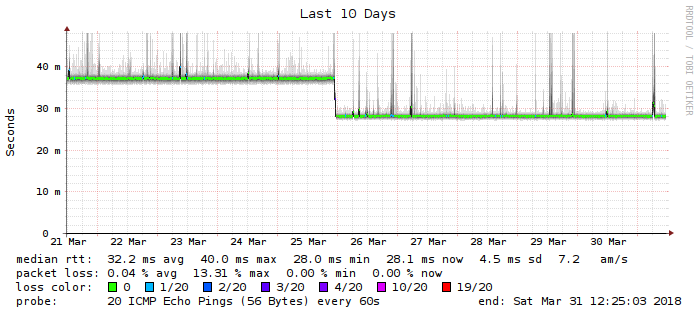 Last 10 Days
RRDTOOL / TOBI OETIKER
Seconds
40 m
30 m
20 m
10 m
0
21 Mar 22 Mar 23 Mar 24 Mar 25 Mar 26 Mar 27 Mar 28 Mar 29 Mar 30 Mar
median rtt: 32.2 ms avg 40.0 ms max 28.0 ms min 28.1 ms now 4.5 ms sd 7.2 am/s
packet loss: 0.04 % avg 13.31 % max 0.00 % min 0.00 % now
loss color: 0 1/20 2/20 3/20 4/20 10/20 19/20
probe: 20 ICMP Echo Pings (56 Bytes) every 60s end: Sat Mar 31 12:25:03 2018